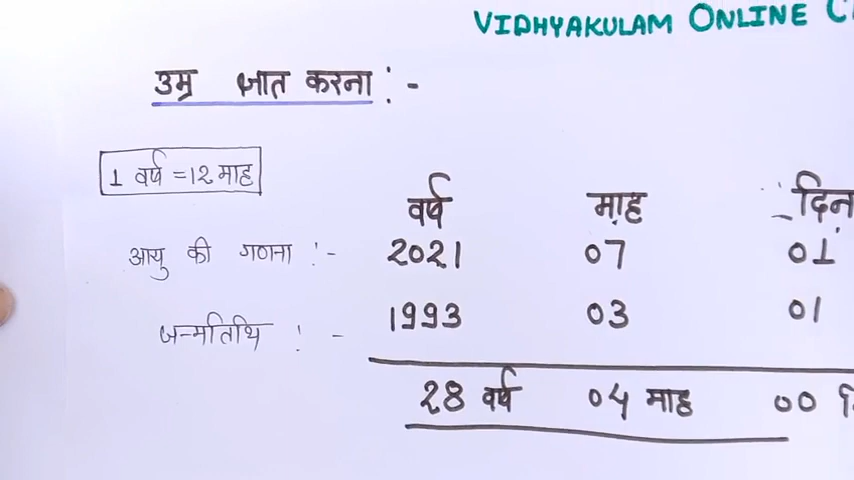 VIDHYAKULAM ONLINE
उम्र ज्ञात करना :-
1 वर्ष = 12 माह
वर्ष माह दिन
आयु की गणना :- 2021 07 01
जन्मतिथि :- 1993 03 01
28 वर्ष 04 माह 00